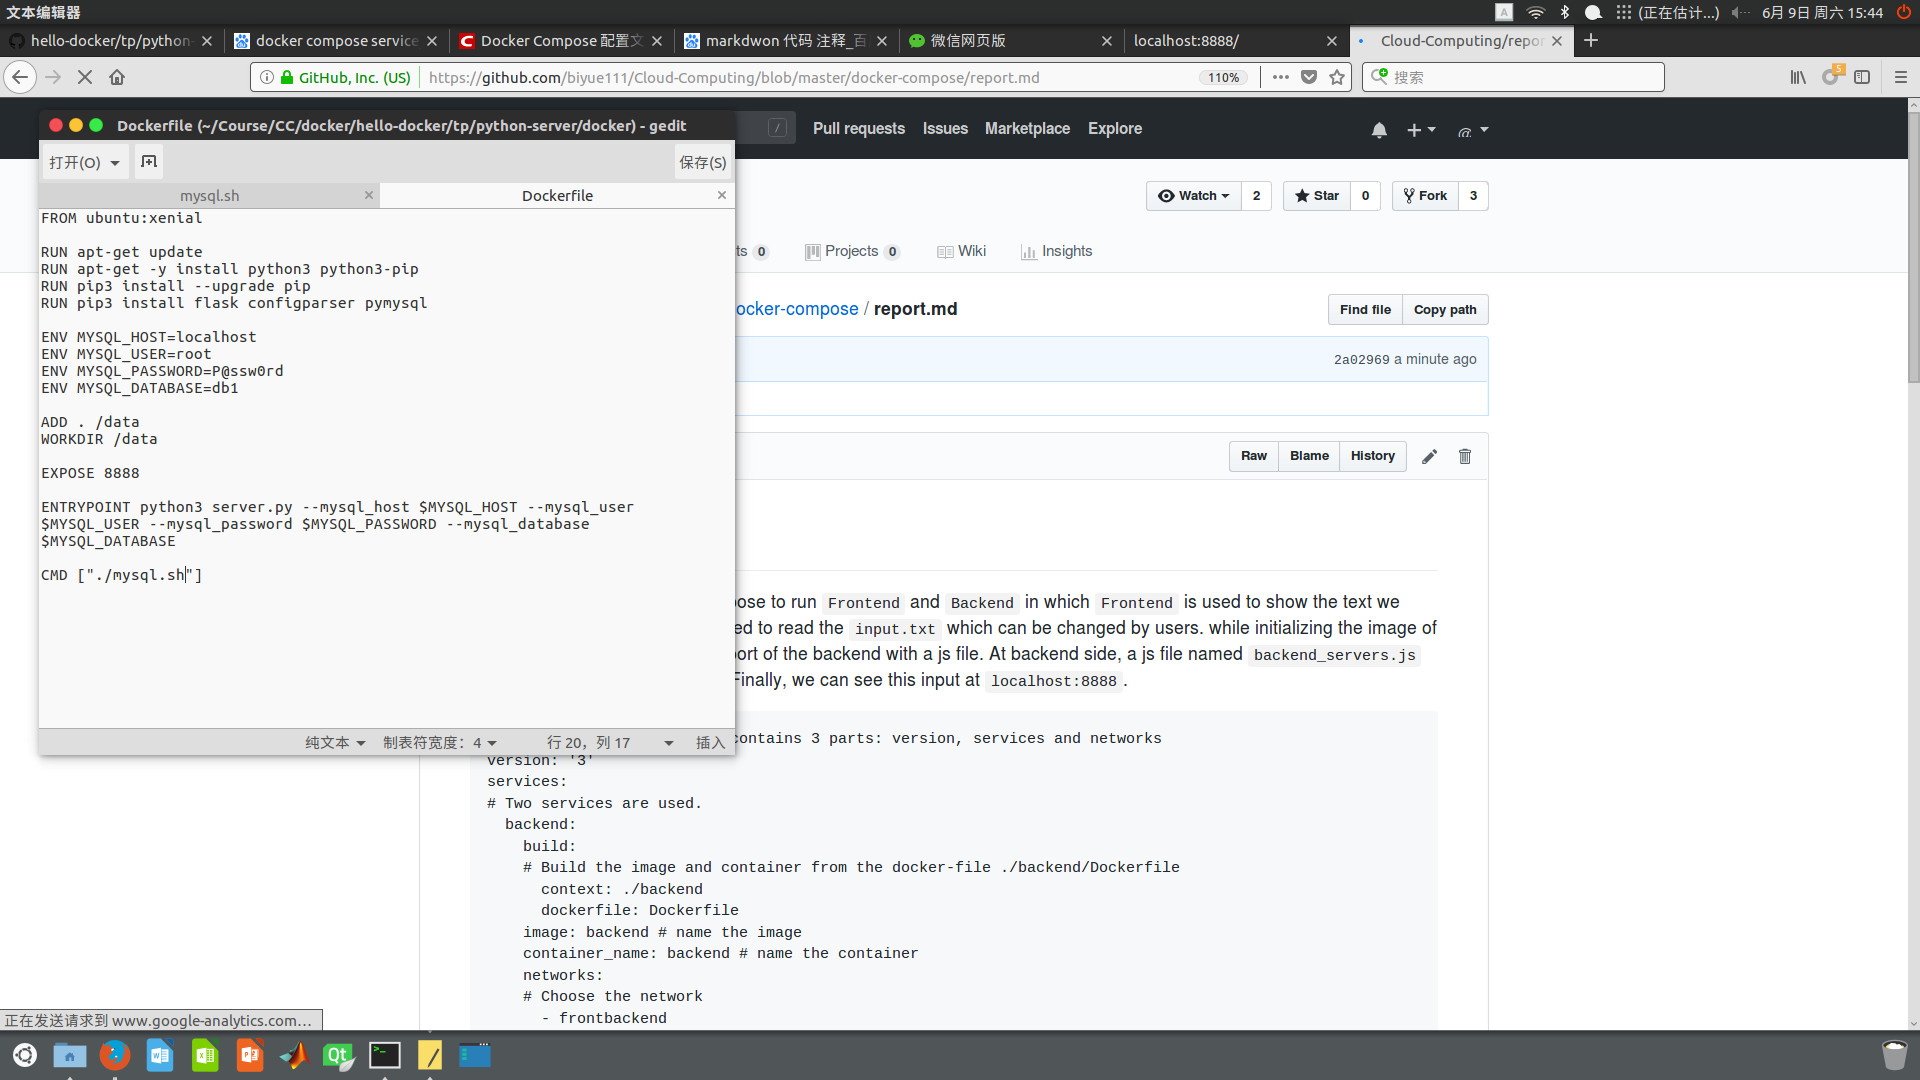 文本编辑器
A
(正在估计...)
6月 9日 周六 15:44
hello-docker/tp/python-
docker compose service
Docker Compose 配置文
markdwon 代码 注释_百
微信网页版
localhost:8888/
Cloud-Computing/repor
GitHub, Inc. (US)
https://github.com/biyue111/Cloud-Computing/blob/master/docker-compose/report.md
110%
搜索
5
Dockerfile (~/Course/CC/docker/hello-docker/tp/python-server/docker) - gedit
打开(O)
保存(S)
mysql.sh
Dockerfile
FROM ubuntu:xenial
RUN apt-get update
RUN apt-get -y install python3 python3-pip
RUN pip3 install --upgrade pip
RUN pip3 install flask configparser pymysql
ENV MYSQL_HOST=localhost
ENV MYSQL_USER=root
ENV MYSQL_PASSWORD=P@ssw0rd
ENV MYSQL_DATABASE=db1
ADD . /data
WORKDIR /data
EXPOSE 8888
ENTRYPOINT python3 server.py --mysql_host $MYSQL_HOST --mysql_user
$MYSQL_USER --mysql_password $MYSQL_PASSWORD --mysql_database
$MYSQL_DATABASE
CMD ["./mysql.sh"]
纯文本
制表符宽度：4
行 20，列 17
插入
/
Pull requests
Issues
Marketplace
Explore
Watch
2
Star
0
Fork
3
ts 0
Projects 0
Wiki
Insights
ocker-compose / report.md
Find file
Copy path
2a02969 a minute ago
Raw
Blame
History
ose to run Frontend and Backend in which Frontend is used to show the text we
ed to read the input.txt which can be changed by users. while initializing the image of
ort of the backend with a js file. At backend side, a js file named backend_servers.js
Finally, we can see this input at localhost:8888.
contains 3 parts: version, services and networks
version: '3'
services:
# Two services are used.
backend:
build:
# Build the image and container from the docker-file ./backend/Dockerfile
context: ./backend
dockerfile: Dockerfile
image: backend # name the image
container_name: backend # name the container
networks:
# Choose the network
- frontbackend
正在发送请求到 www.google-analytics.com…
Qt